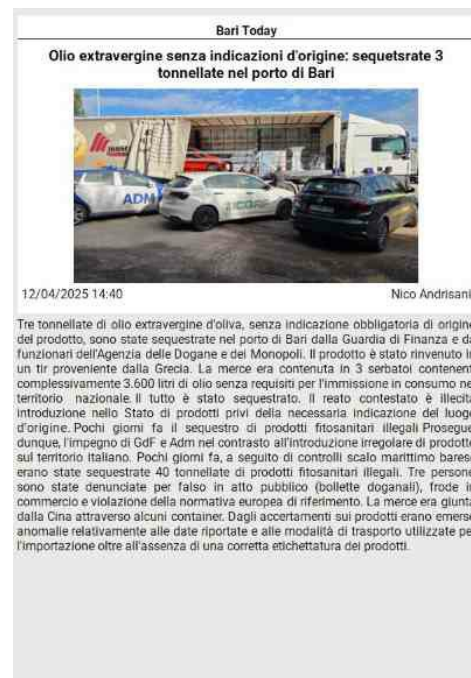 Bari Today
Olio extravergine senza indicazioni d'origine: sequetsrate 3
tonnellate nel porto di Bari
ADM
ICQRF
12/04/2025 14:40
Nico Andrisani
Tre tonnellate di olio extravergine d'oliva, senza indicazione obbligatoria di origine
del prodotto, sono state sequestrate nel porto di Bari dalla Guardia di Finanza e da
funzionari dell'Agenzia delle Dogane e dei Monopoli. Il prodotto è stato rinvenuto in
un tir proveniente dalla Grecia. La merce era contenuta in 3 serbatoi contenent
complessivamente 3.600 litri di olio senza requisiti per l'immissione in consumo ne
territorio nazionale. Il tutto è stato sequestrato. Il reato contestato è illecita
introduzione nello Stato di prodotti privi della necessaria indicazione del luogo
d'origine. Pochi giorni fa il sequestro di prodotti fitosanitari illegali Prosegue
dunque, l'impegno di GdF e Adm nel contrasto all'introduzione irregolare di prodotte
sul territorio italiano. Pochi giorni fa, a seguito di controlli scalo marittimo barese
erano state sequestrate 40 tonnellate di prodotti fitosanitari illegali. Tre persone
sono state denunciate per falso in atto pubblico (bollette doganali), frode in
commercio e violazione della normativa europea di riferimento. La merce era giunta
dalla Cina attraverso alcuni container. Dagli accertamenti sui prodotti erano emerse
anomalie relativamente alle date riportate e alle modalità di trasporto utilizzate pe
l'importazione oltre all'assenza di una corretta etichettatura dei prodotti.